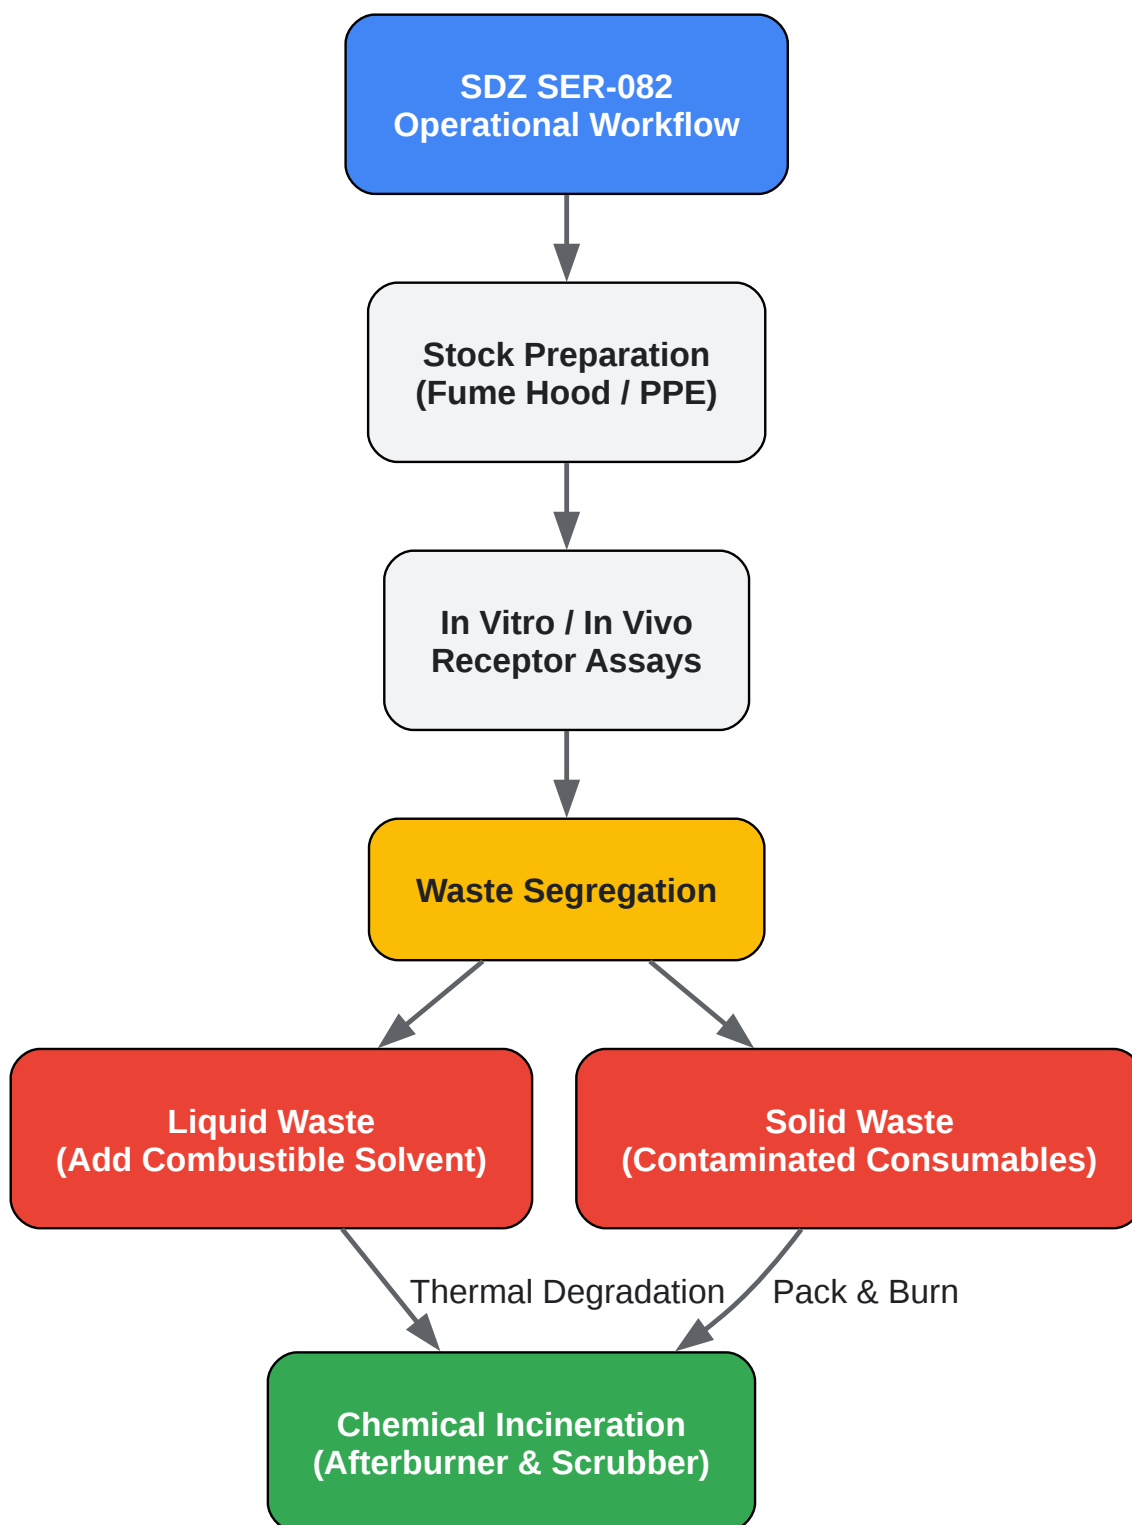 SDZ SER-082
Operational Workflow
Stock Preparation
(Fume Hood / PPE)
In Vitro / In Vivo
Receptor Assays
Waste Segregation
Liquid Waste
(Add Combustible Solvent)
Solid Waste
(Contaminated Consumables)
Thermal Degradation
Pack & Burn
Chemical Incineration
(Afterburner & Scrubber)